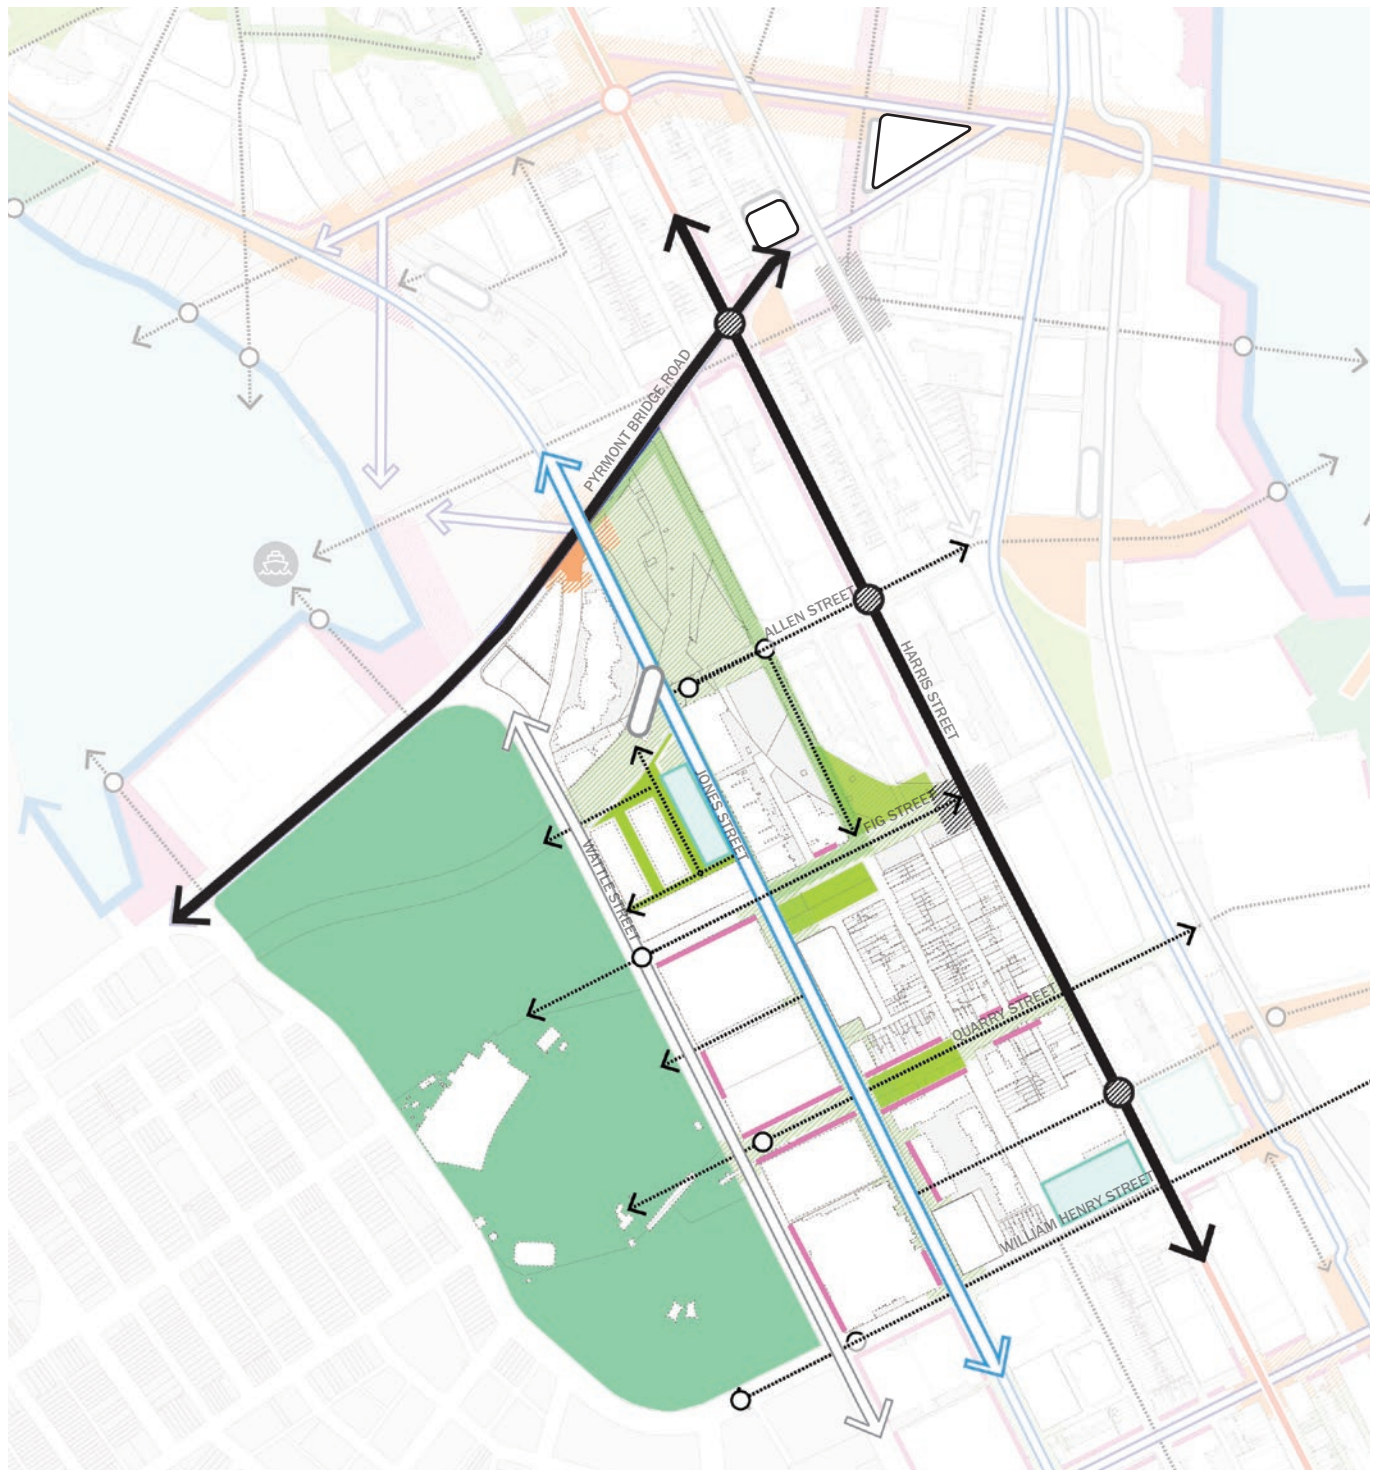 PYRMONT BRIDGE ROAD
ALLEN STREET
HARRIS STREET
JONES STREET
FIG STREET
WATTLE STREET
QUARRY STREET
WILLIAM HENRY STREET